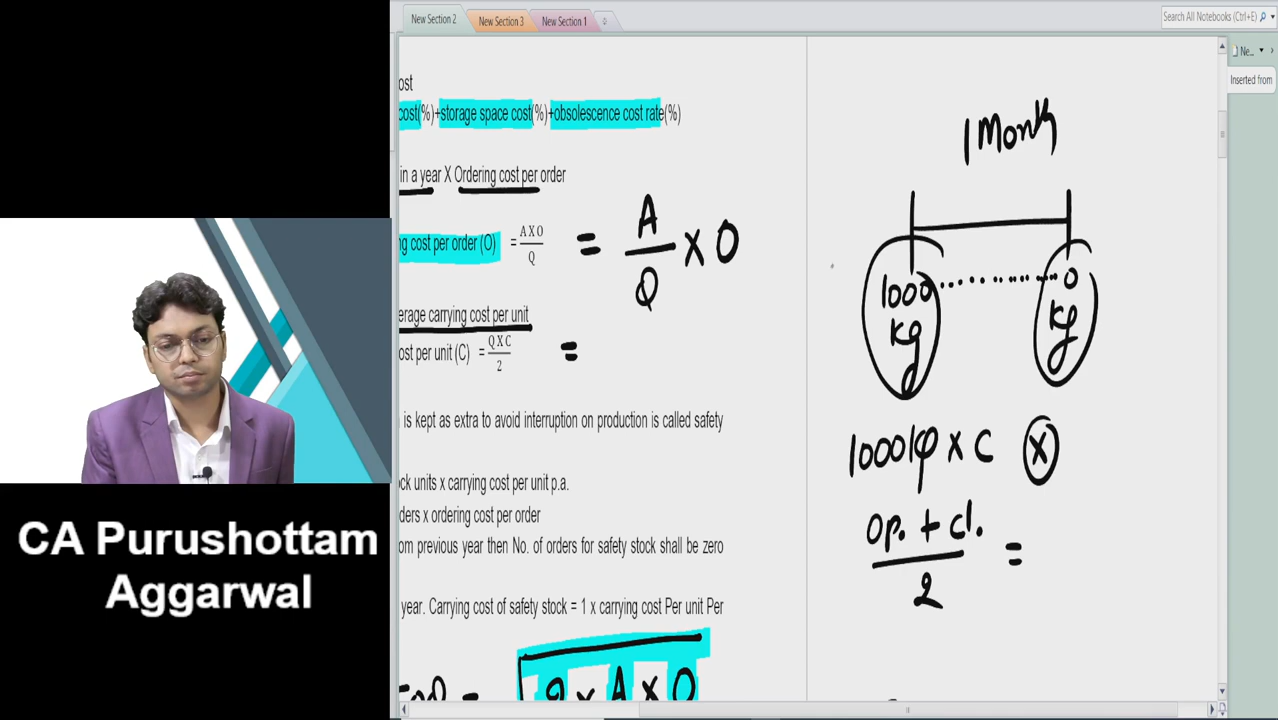 New Section 2
New Section 3
New Section 1
Search All Notebooks (Ctrl+E)
Ne...
Inserted from
ost
cost(%)+storage space cost(%)+obsolescence cost rate(%)
in a year X Ordering cost per order
ng cost per order (O) = A X O
Q
= A
Q X O
erage carrying cost per unit
ost per unit (C) = Q X C
2
=
is kept as extra to avoid interruption on production is called safety
ck units x carrying cost per unit p.a.
ders x ordering cost per order
om previous year then No. of orders for safety stock shall be zero
year. Carrying cost of safety stock = 1 x carrying cost Per unit Per
= 2 x A x O
1 Month
1000 kg
0 kg
x C X
Op. + Cl.
2 =
CA Purushottam
Aggarwal